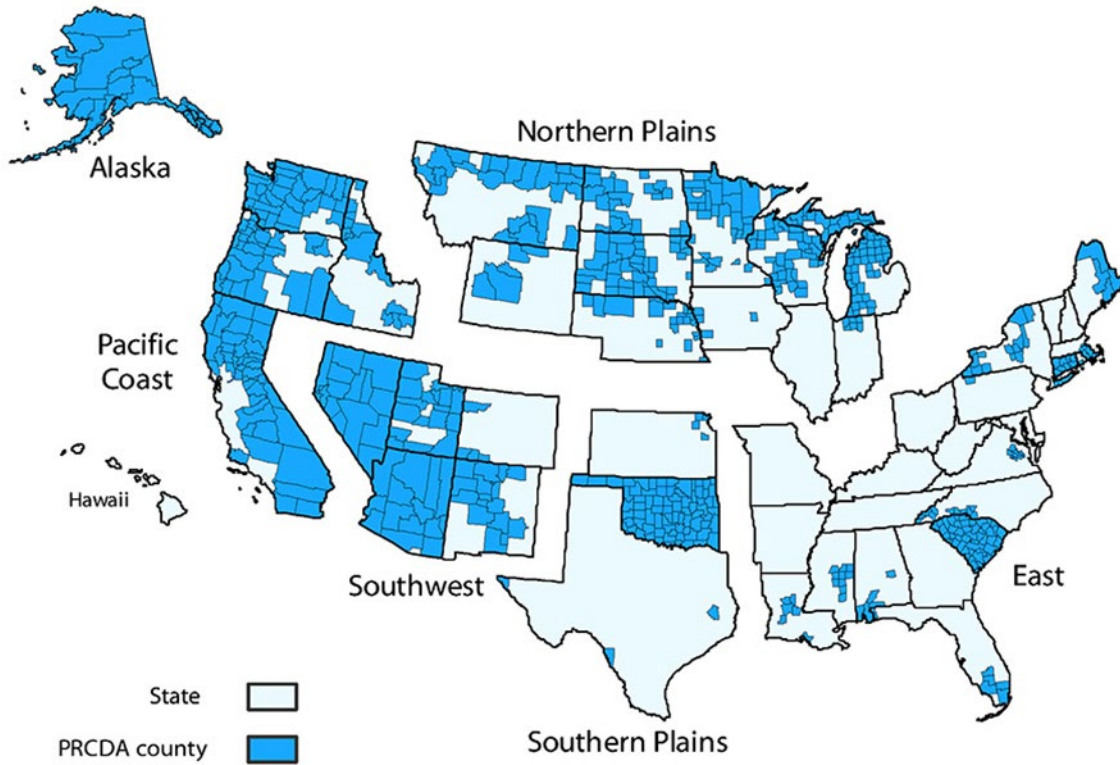 Northern Plains
Alaska
Pacific
Coast
Hawaii
Southwest
East
State
PRCDA county
Southern Plains